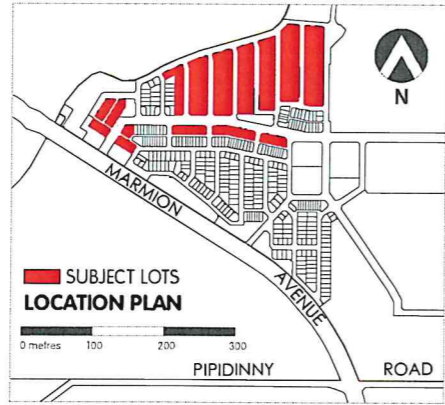 N
MARMION
AVENUE
SUBJECT LOTS
LOCATION PLAN
0 metres 100 200 300
PIPIDINNY ROAD